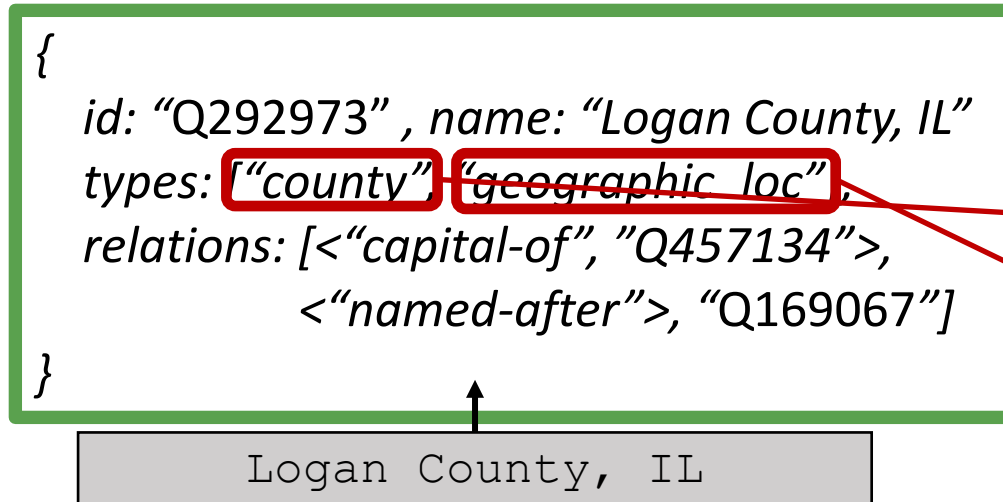 {
id: “Q292973” , name: “Logan County, IL”
types: [“county”, “geographic_loc” ,
relations: [<“capital-of”, ”Q457134”>,
<“named-after”>, “Q169067”]
}
Logan County, IL